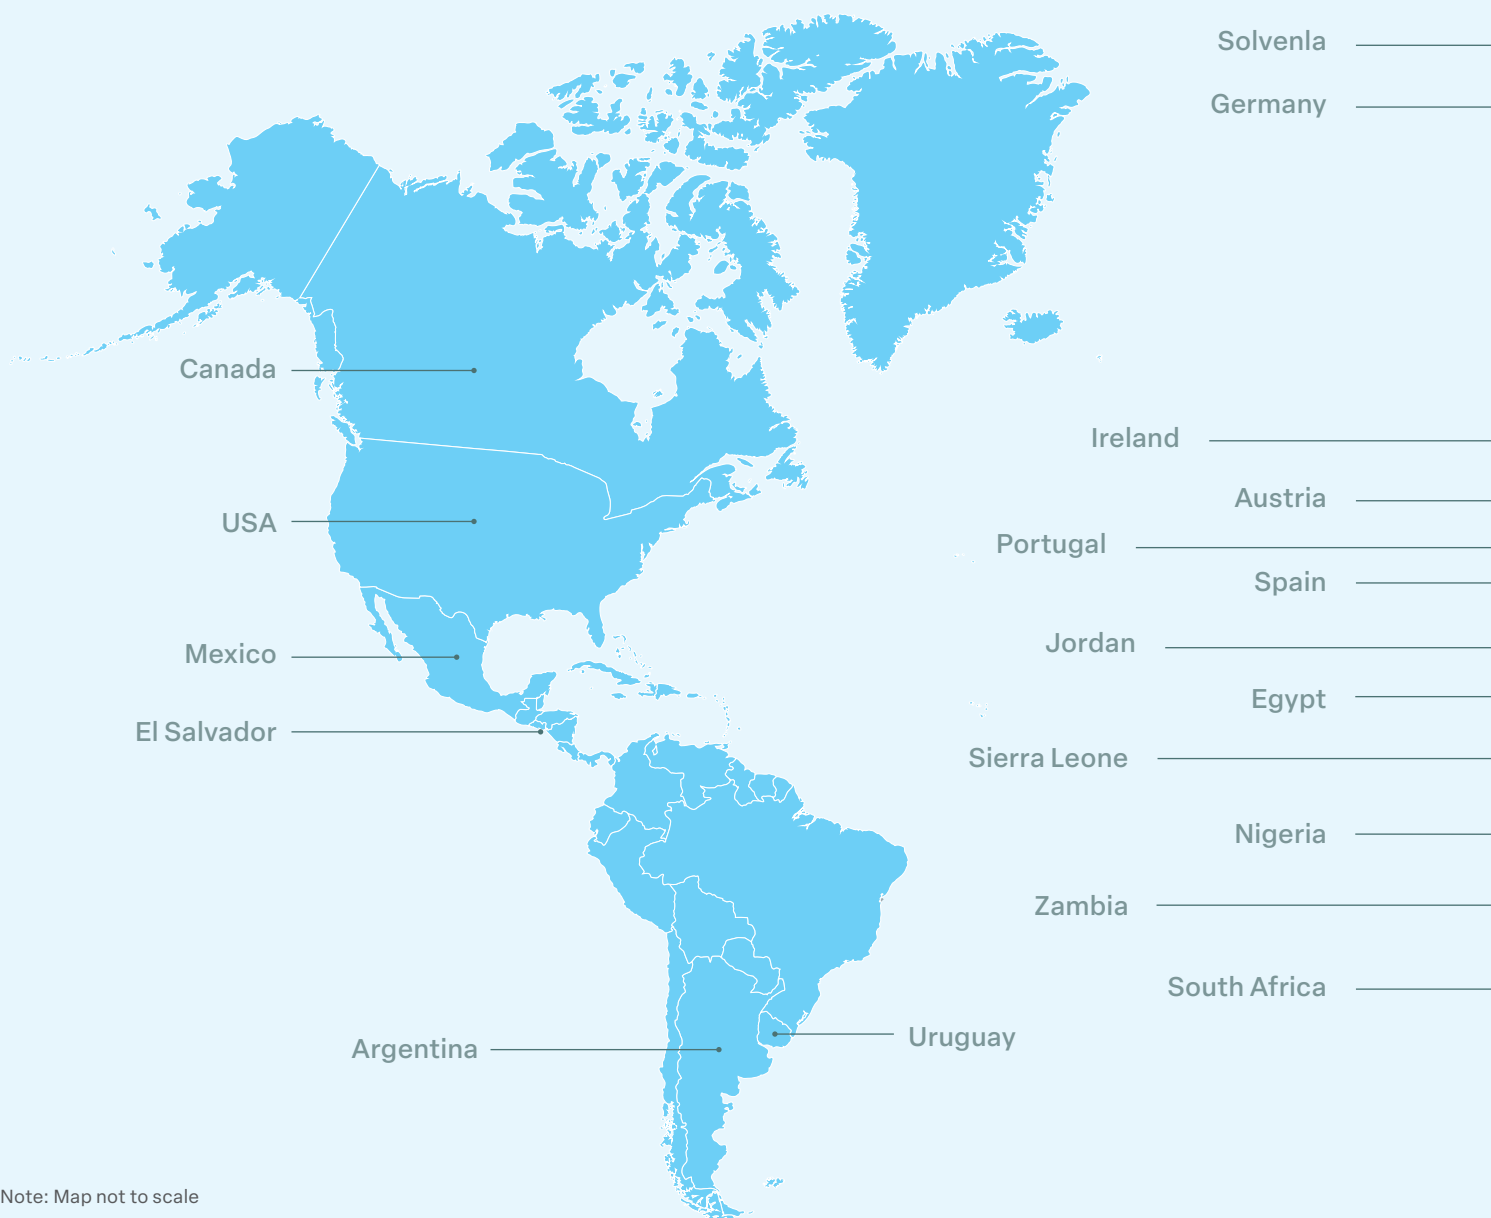 Solvenla
Germany
Canada
Ireland
Austria
USA
Portugal
Spain
Jordan
Mexico
Egypt
El Salvador
Sierra Leone
Nigeria
Zambia
South Africa
Uruguay
Argentina
Note: Map not to scale